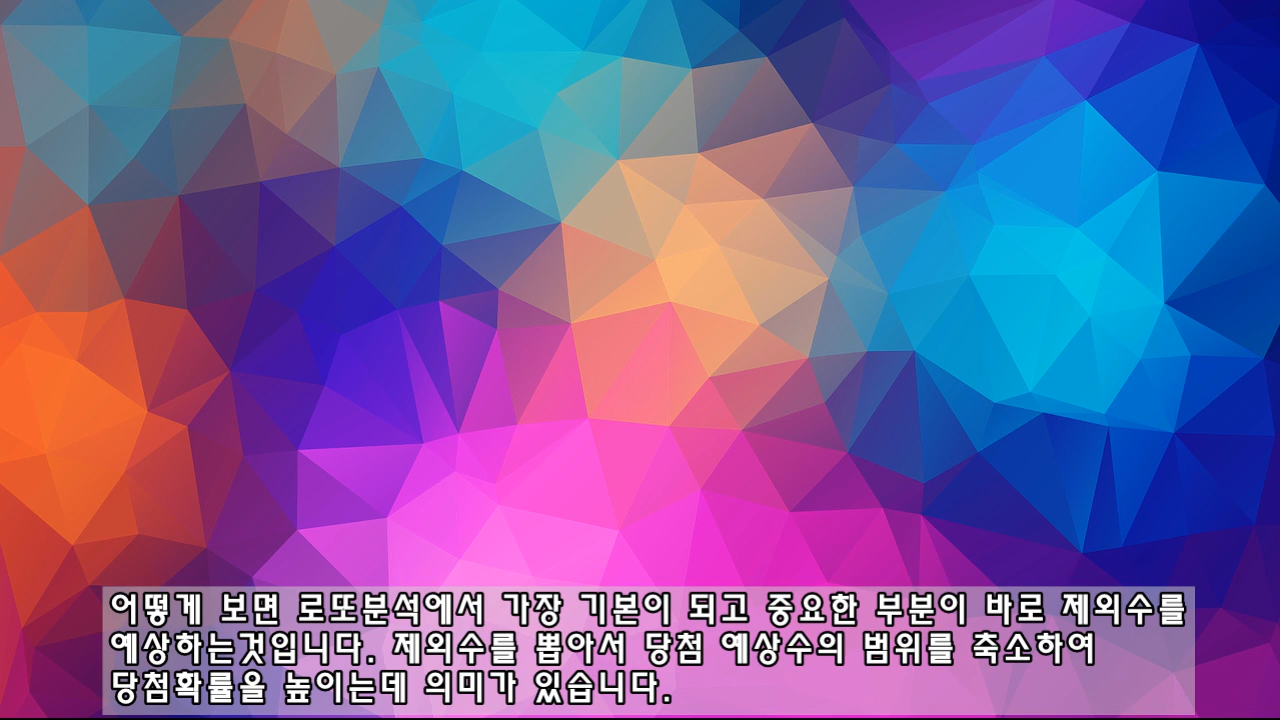 어떻게 보면 로또분석에서 가장 기본이 되고 중요한 부분이 바로 제외수를
예상하는것입니다. 제외수를 뽑아서 당첨 예상수의 범위를 축소하여
당첨확률을 높이는데 의미가 있습니다.